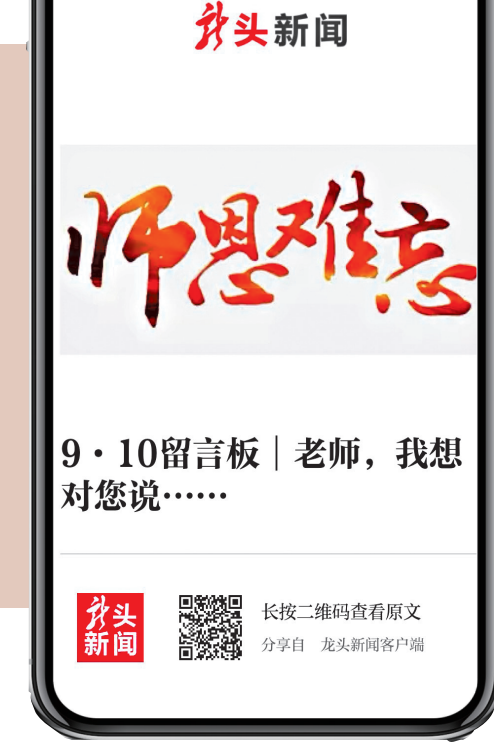 龙头新闻
师恩难忘
9·10留言板｜老师，我想
对您说……
龙头
新闻
长按二维码查看原文
分享自 龙头新闻客户端